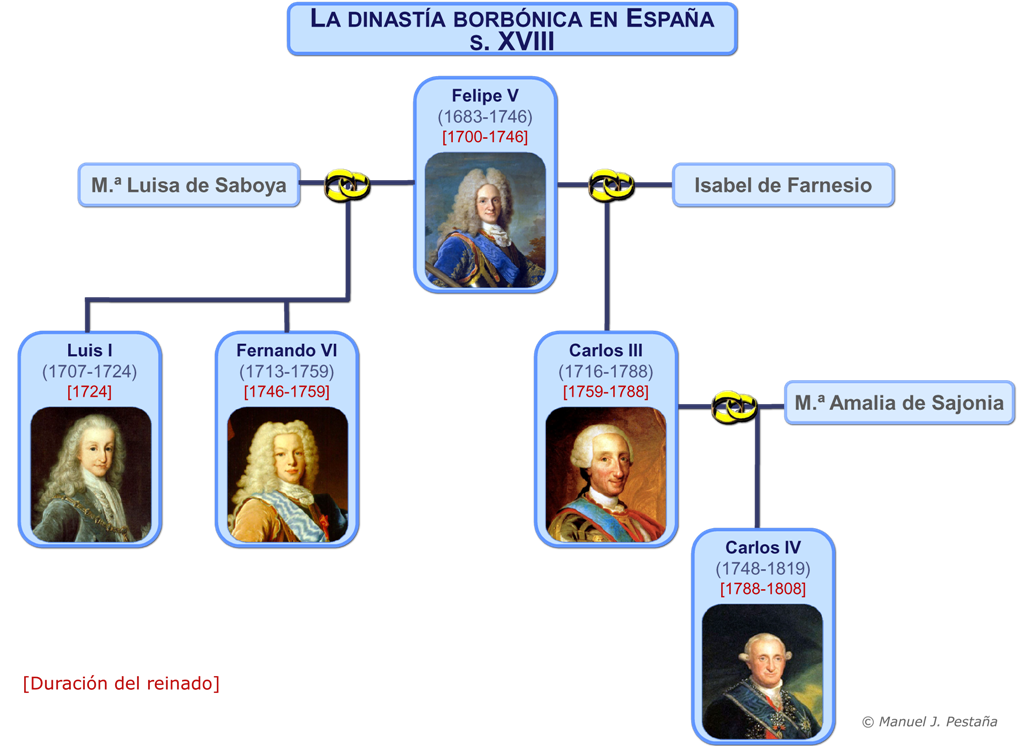 LA DINASTÍA BORBÓNICA EN ESPAÑA
S. XVIII
Felipe V
(1683-1746)
[1700-1746]
M.ª Luisa de Saboya
Isabel de Farnesio
Luis I
(1707-1724)
[1724]
Fernando VI
(1713-1759)
[1746-1759]
Carlos III
(1716-1788)
[1759-1788]
M.ª Amalia de Sajonia
Carlos IV
(1748-1819)
[1788-1808]
[Duración del reinado]
© Manuel J. Pestaña